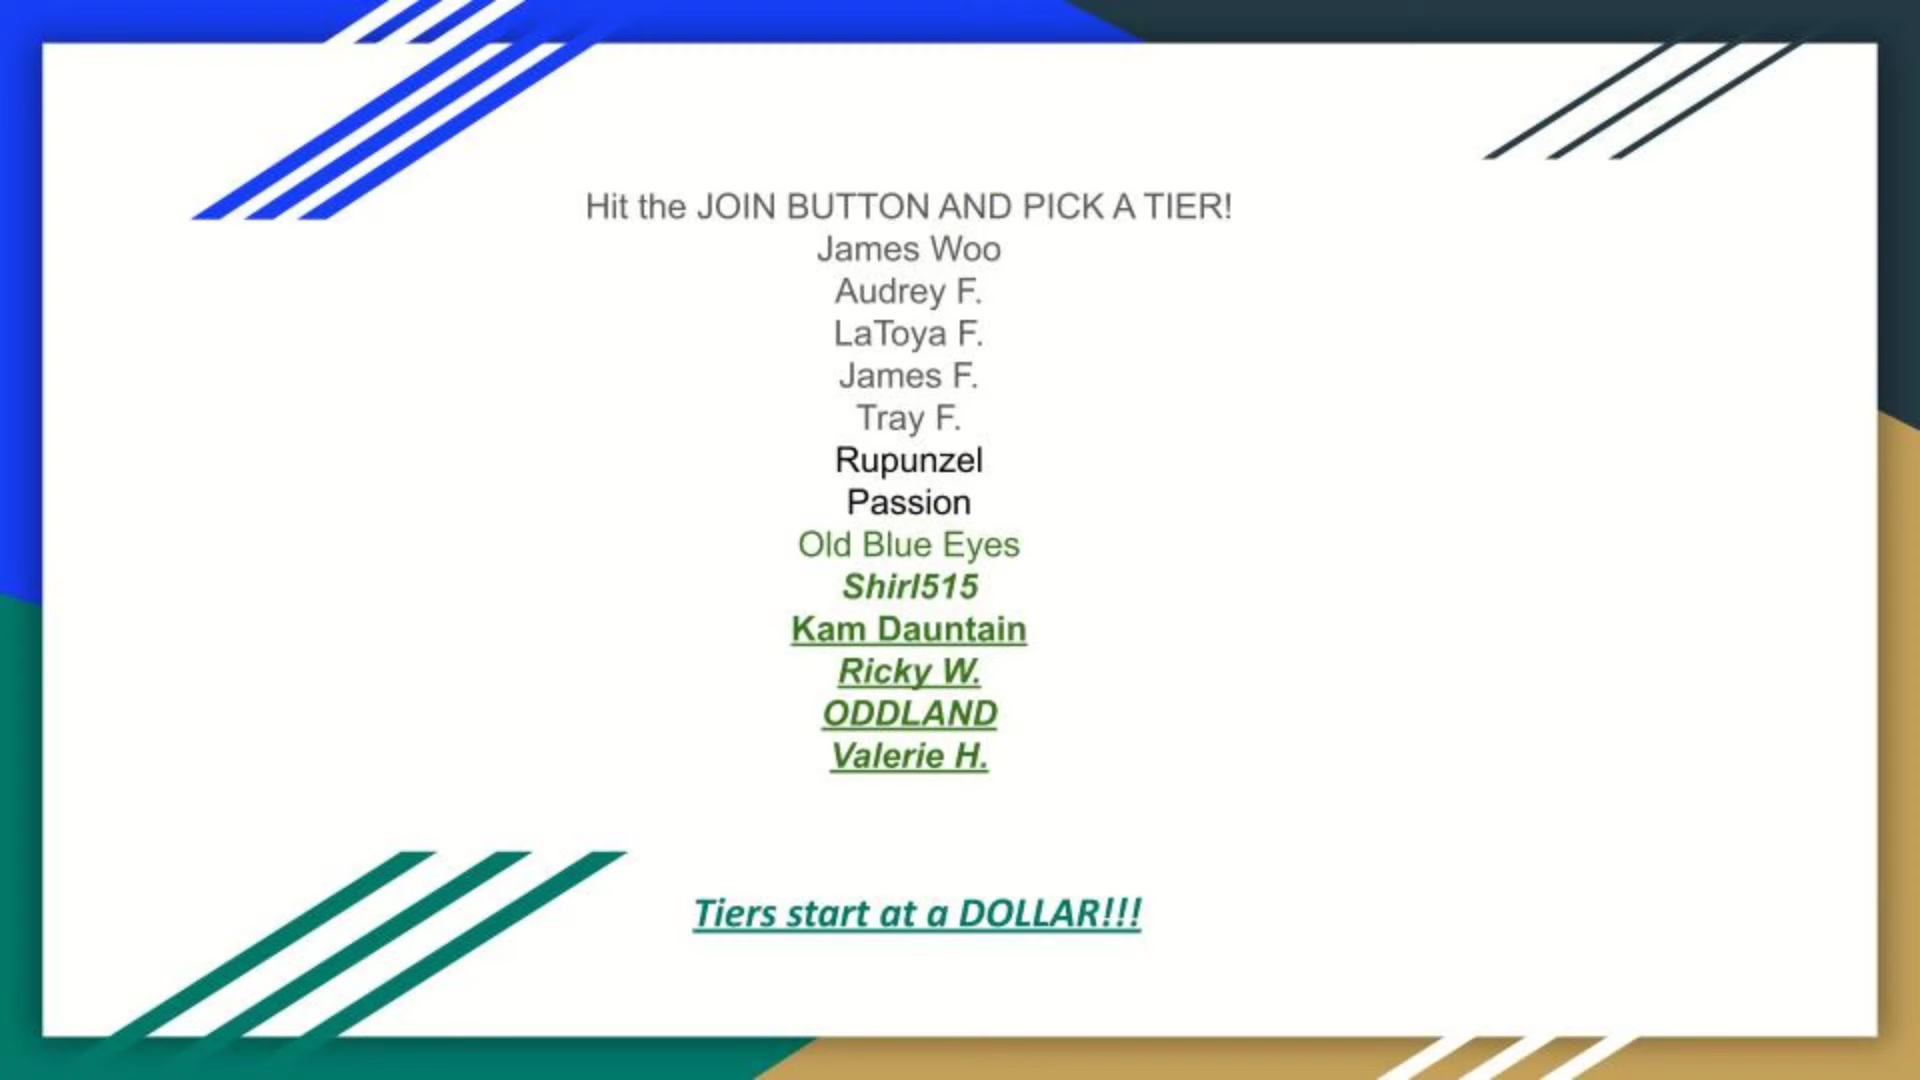 Hit the JOIN BUTTON AND PICK A TIER!
James Woo
Audrey F.
LaToya F.
James F.
Tray F.
Rupunzel
Passion
Old Blue Eyes
Shirl515
Kam Dauntain
Ricky W.
ODDLAND
Valerie H.
Tiers start at a DOLLAR!!!